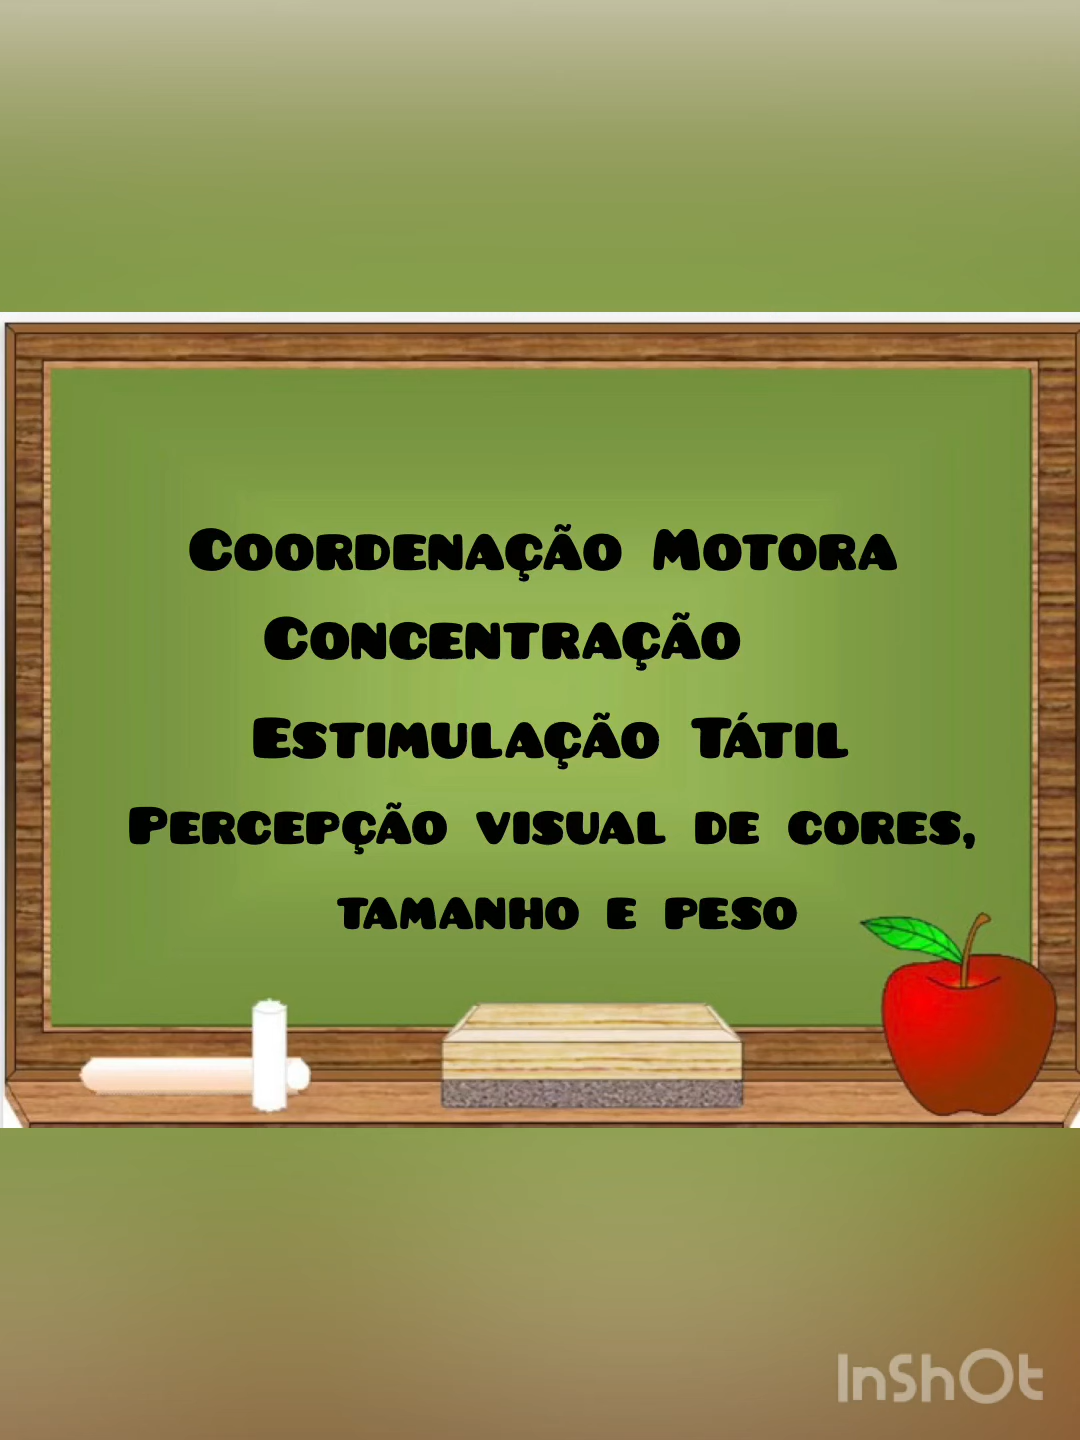 Coordenação Motora
Concentração
Estimulação Tátil
Percepção visual de cores,
tamanho e peso
InShOt